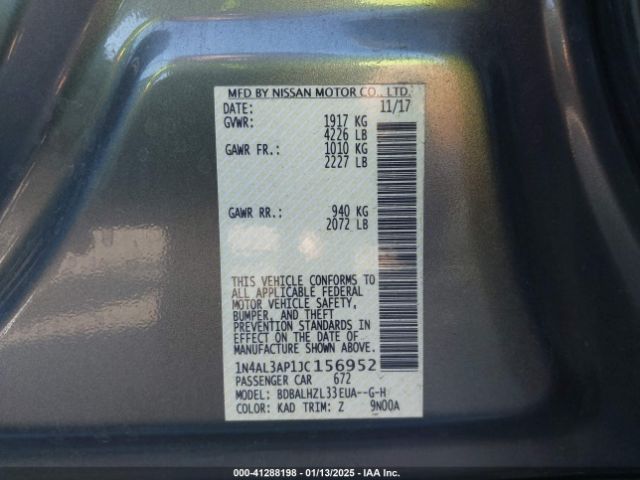 MFD BY NISSAN MOTOR CO., LTD.
DATE: 11/17
GVWR: 1917 KG
4226 LB
GAWR FR.: 1010 KG
2227 LB
GAWR RR.: 940 KG
2072 LB
THIS VEHICLE CONFORMS TO
ALL APPLICABLE FEDERAL
MOTOR VEHICLE SAFETY,
BUMPER, AND THEFT
PREVENTION STANDARDS IN
EFFECT ON THE DATE OF
MANUFACTURE SHOWN ABOVE.
1N4AL3AP1JC156952
PASSENGER CAR 672
MODEL: BDBALHZL33EUA--G-H
COLOR: KAD TRIM: Z 9N00A
000-41288198 - 01/13/2025 - IAA Inc.